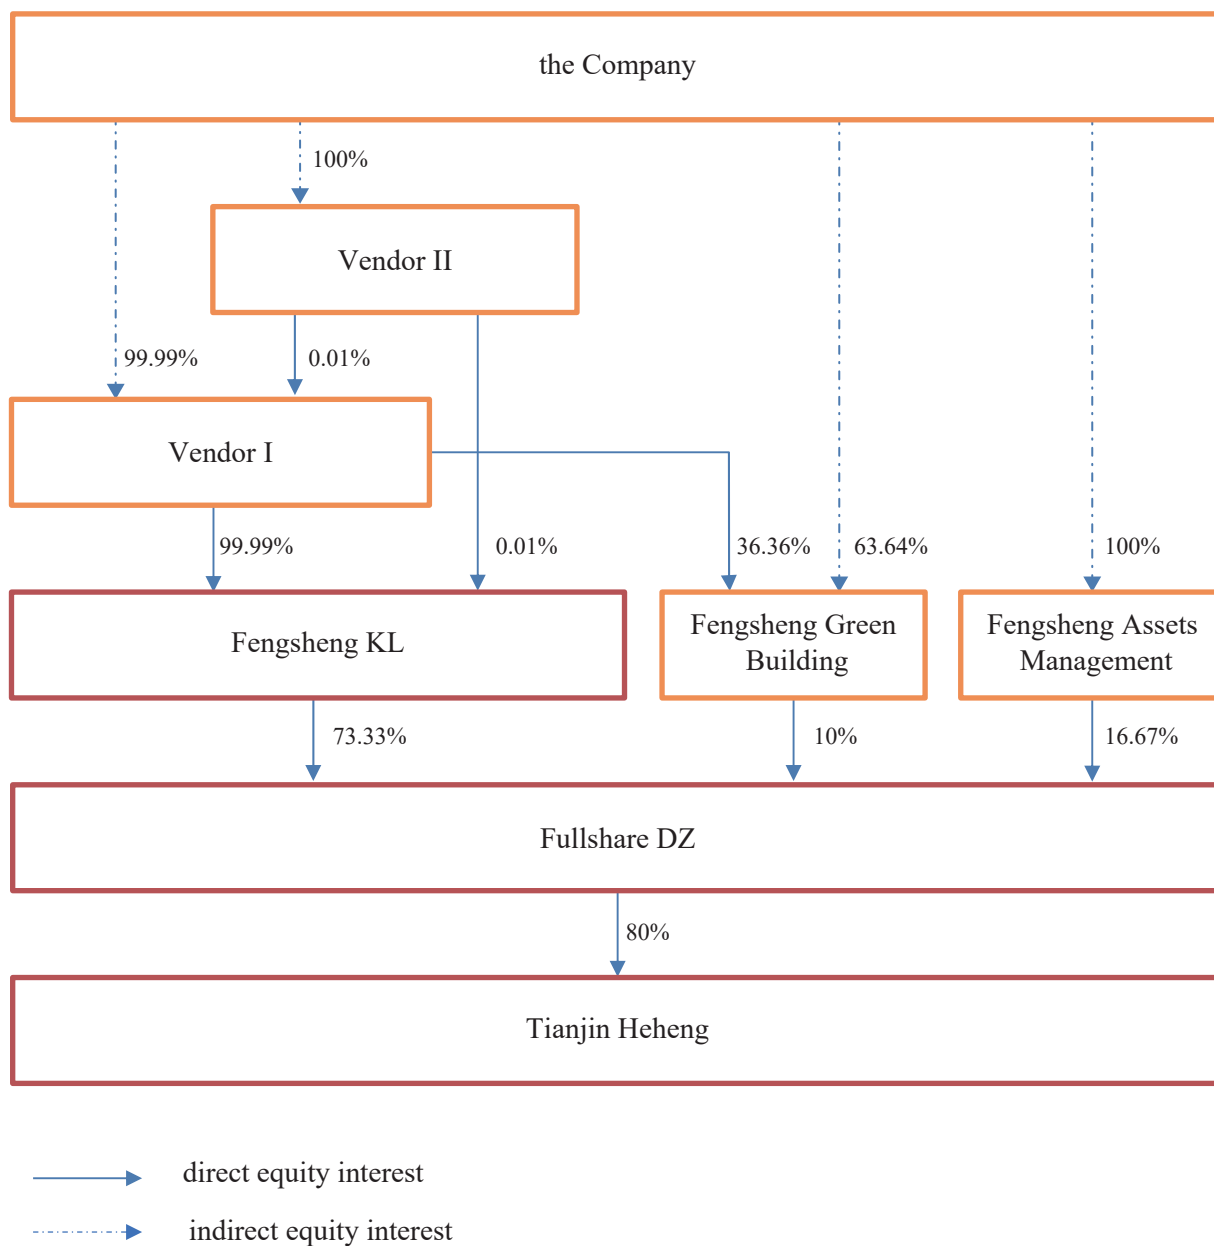 the Company
100%
Vendor II
99.99%
0.01%
Vendor I
99.99%
0.01%
36.36%
63.64%
100%
Fengsheng KL
Fengsheng Green
Building
Fengsheng Assets
Management
73.33%
10%
16.67%
Fullshare DZ
80%
Tianjin Heheng
direct equity interest
indirect equity interest